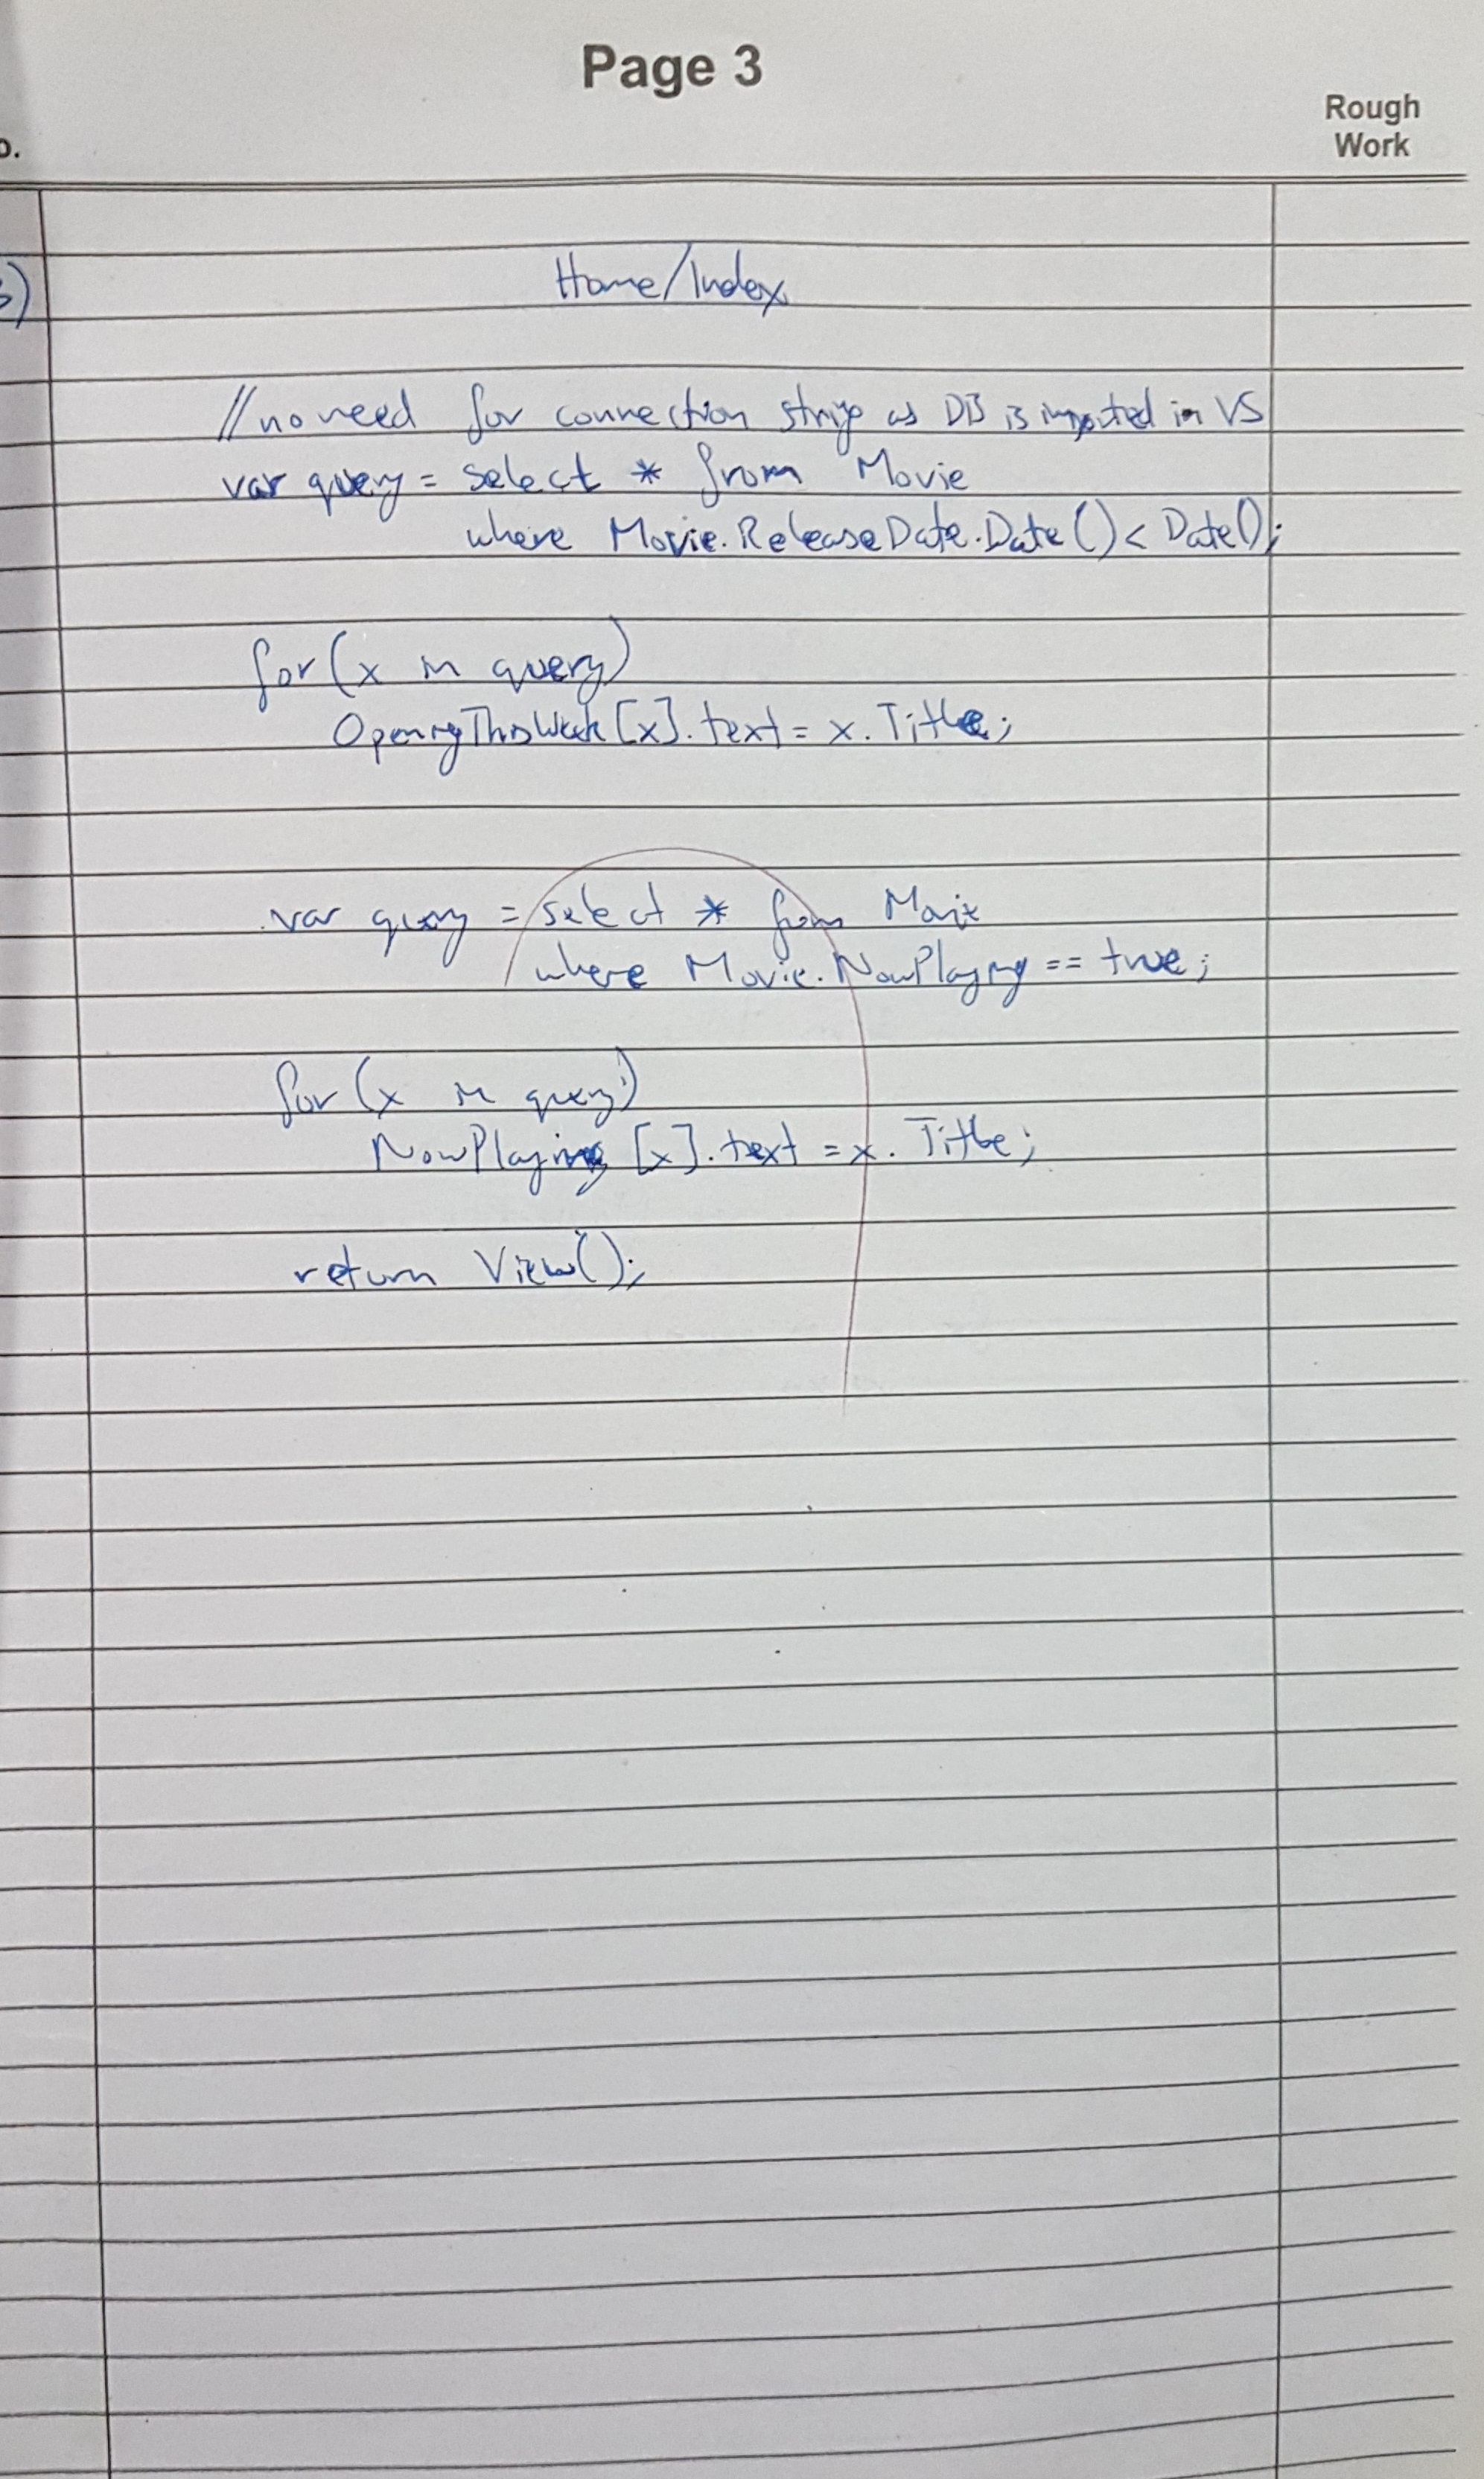 Page 3
Rough
Work
o.
Home/Index
//no need for connection strings as DB is imported in VS
var query = select * from Movie
where Movie.ReleaseDate.Date() < Date();
for (x in query)
OpeningThisWeek[x].text = x.Title;
var query = select * from Movie
where Movie.NowPlaying == true;
for (x in query)
NowPlaying [x].text = x.Title;
return View();